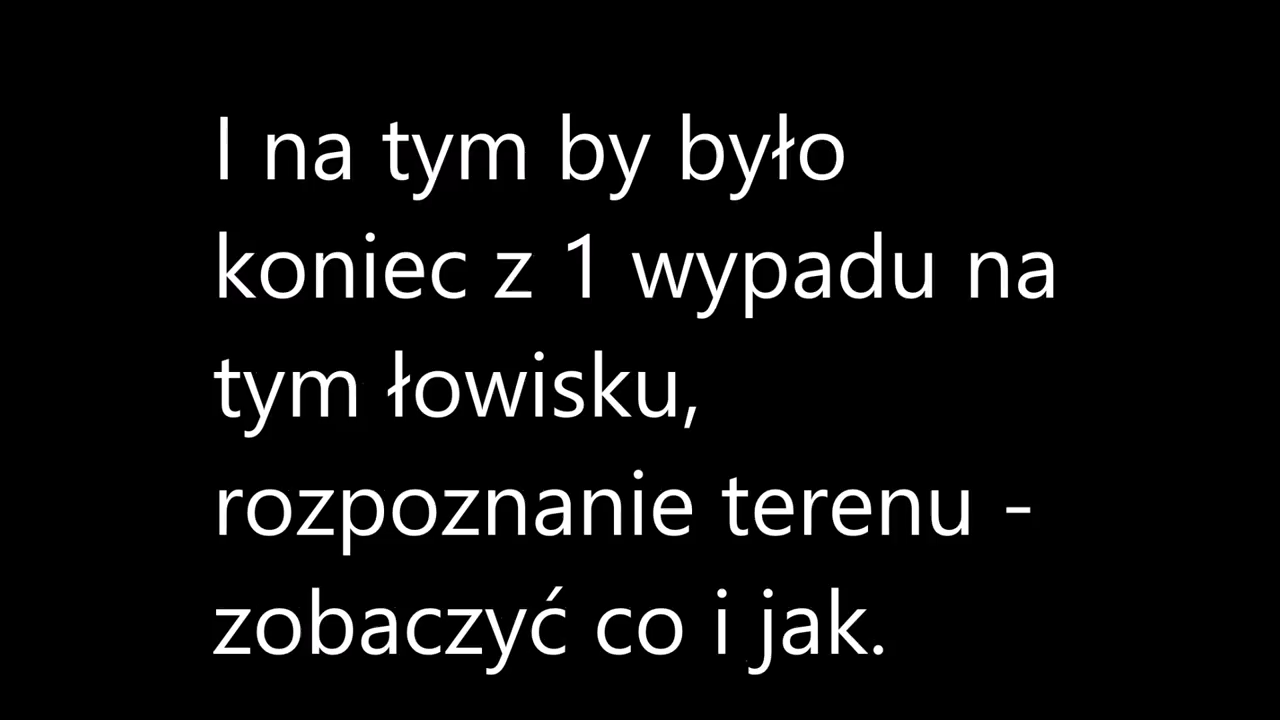 I na tym by było
koniec z 1 wypadu na
tym łowisku,
rozpoznanie terenu -
zobaczyć co i jak.